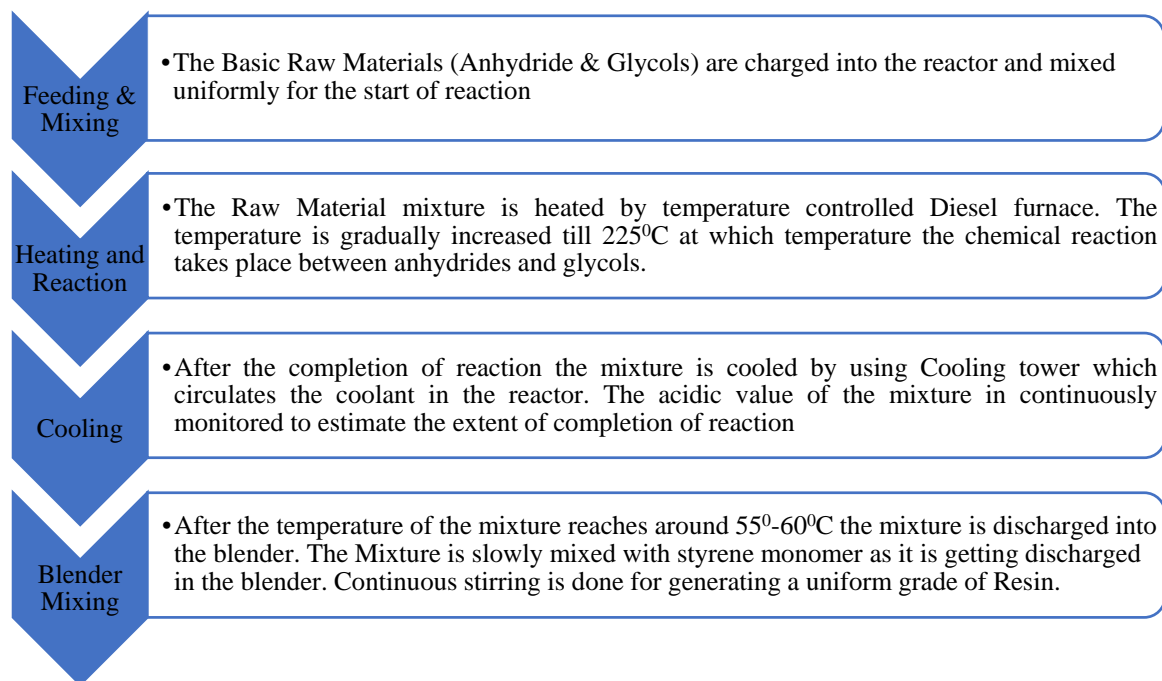 Feeding &
Mixing
•The Basic Raw Materials (Anhydride & Glycols) are charged into the reactor and mixed
uniformly for the start of reaction
Heating and
Reaction
•The Raw Material mixture is heated by temperature controlled Diesel furnace. The
temperature is gradually increased till 225⁰C at which temperature the chemical reaction
takes place between anhydrides and glycols.
Cooling
•After the completion of reaction the mixture is cooled by using Cooling tower which
circulates the coolant in the reactor. The acidic value of the mixture in continuously
monitored to estimate the extent of completion of reaction
Blender
Mixing
•After the temperature of the mixture reaches around 55⁰-60⁰C the mixture is discharged into
the blender. The Mixture is slowly mixed with styrene monomer as it is getting discharged
in the blender. Continuous stirring is done for generating a uniform grade of Resin.